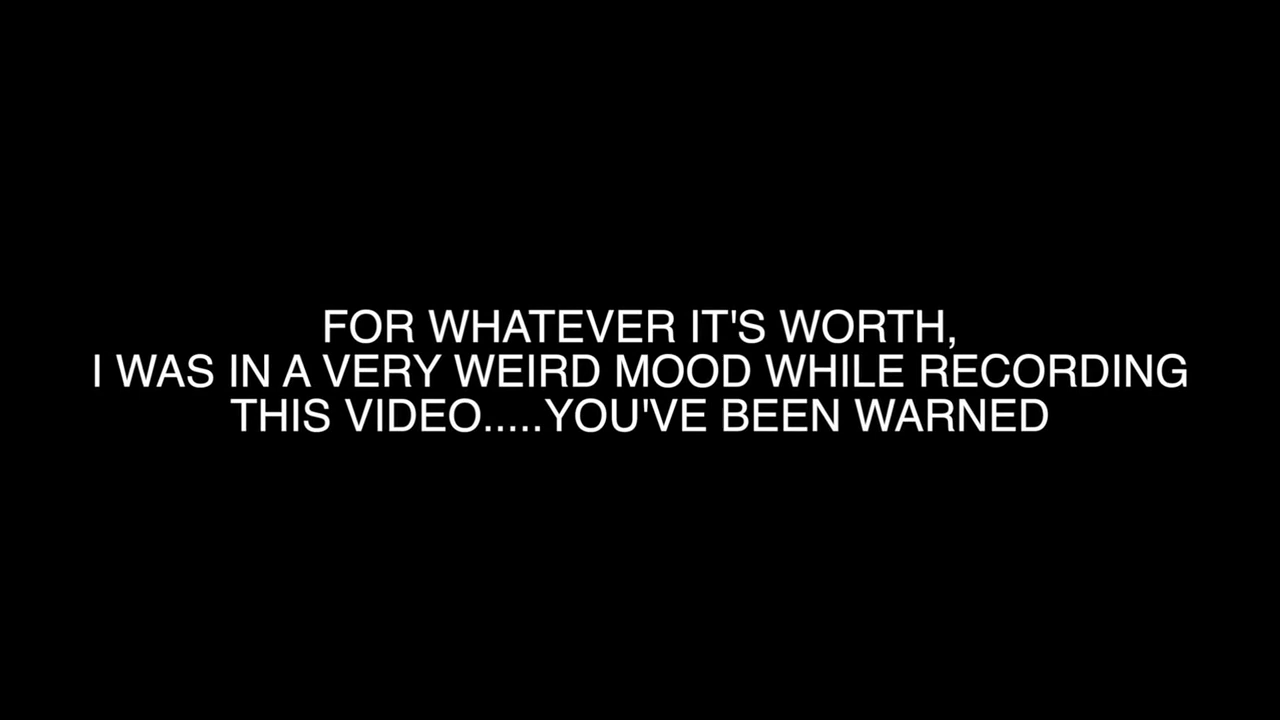 FOR WHATEVER IT'S WORTH,
I WAS IN A VERY WEIRD MOOD WHILE RECORDING
THIS VIDEO.....YOU'VE BEEN WARNED